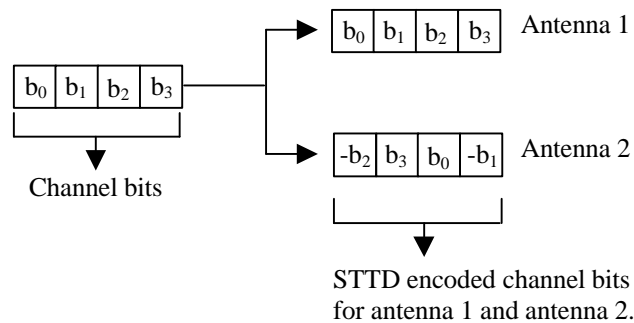 b₀ b₁ b₂ b₃ Antenna 1
b₀ b₁ b₂ b₃
-b₂ b₃ b₀ -b₁ Antenna 2
Channel bits
STTD encoded channel bits
for antenna 1 and antenna 2.